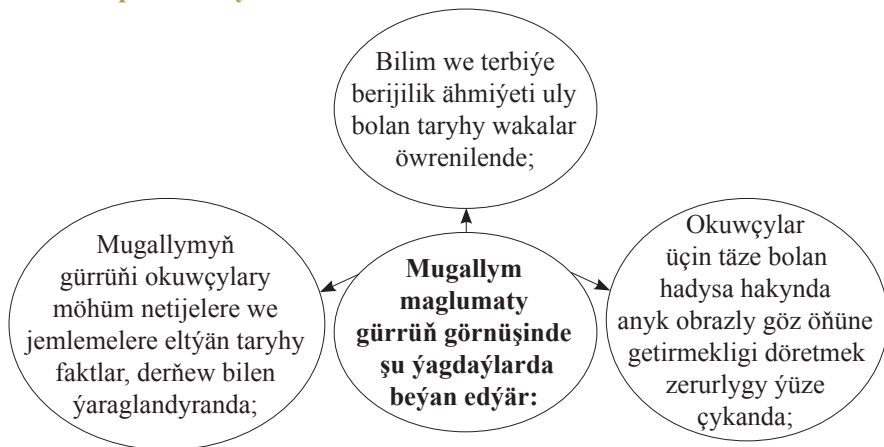 Bilim we terbiýe
berijilik ähmiýeti uly
bolan taryhy wakalar
öwrenilende;
Mugallymyň
gürrüňi okuwçylary
möhüm netijelere we
jemlemelere eltýän taryhy
faktlar, derňew bilen
ýaraglandyranda;
Mugallym
maglumaty
gürrüň görnüşinde
şu ýagdaýlarda
beýan edýär:
Okuwçylar
üçin täze bolan
hadysa hakynda
anyk obrazly göz öňüne
getirmekligi döretmek
zerurlygy ýüze
çykanda;